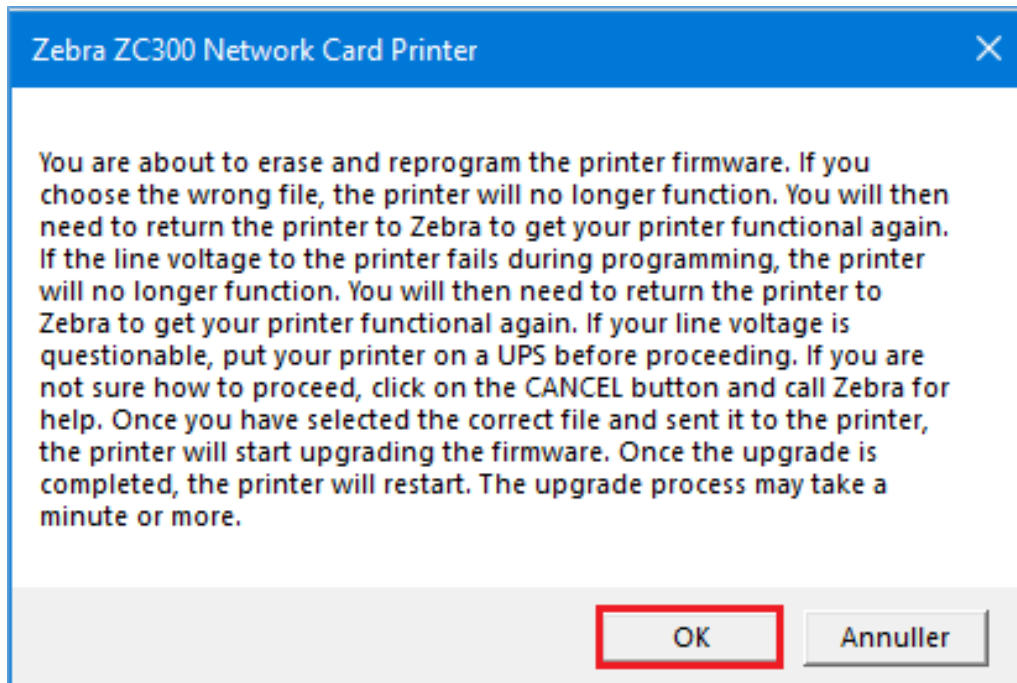 Zebra ZC300 Network Card Printer
You are about to erase and reprogram the printer firmware. If you
choose the wrong file, the printer will no longer function. You will then
need to return the printer to Zebra to get your printer functional again.
If the line voltage to the printer fails during programming, the printer
will no longer function. You will then need to return the printer to
Zebra to get your printer functional again. If your line voltage is
questionable, put your printer on a UPS before proceeding. If you are
not sure how to proceed, click on the CANCEL button and call Zebra for
help. Once you have selected the correct file and sent it to the printer,
the printer will start upgrading the firmware. Once the upgrade is
completed, the printer will restart. The upgrade process may take a
minute or more.
OK
Annuller